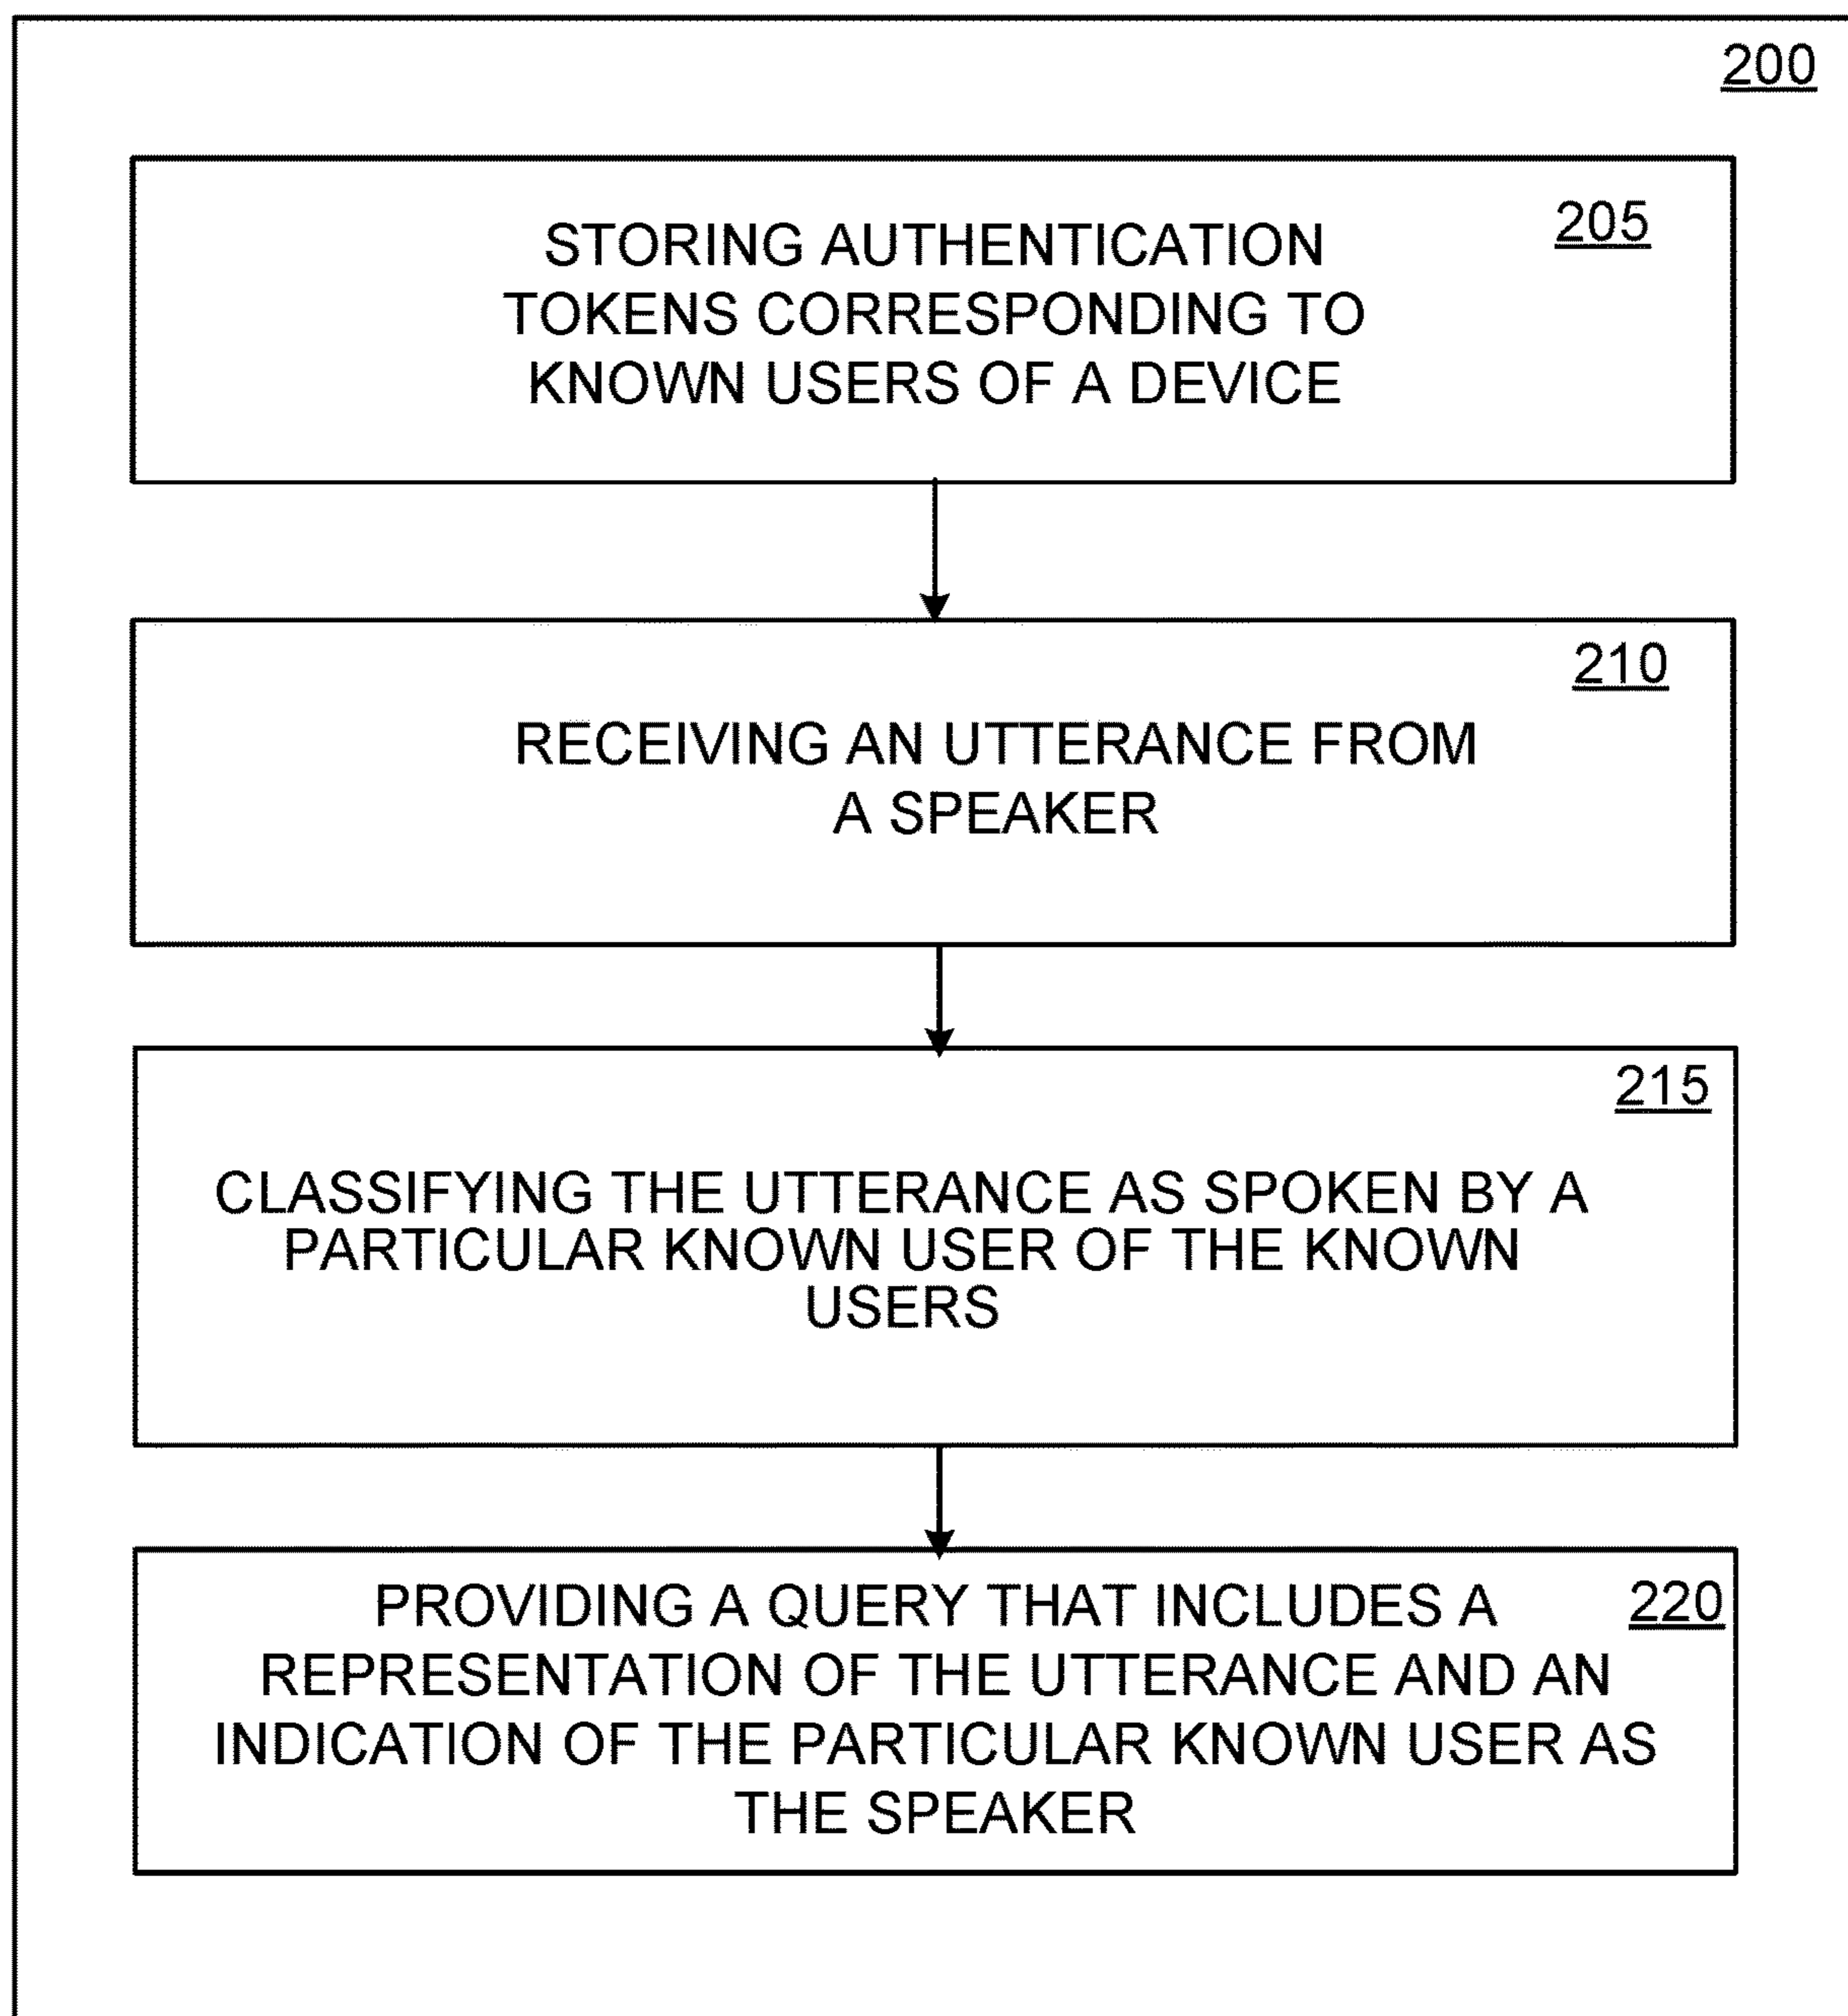 200
205
STORING AUTHENTICATION
TOKENS CORRESPONDING TO
KNOWN USERS OF A DEVICE
210
RECEIVING AN UTTERANCE FROM
A SPEAKER
215
CLASSIFYING THE UTTERANCE AS SPOKEN BY A
PARTICULAR KNOWN USER OF THE KNOWN
USERS
220
PROVIDING A QUERY THAT INCLUDES A
REPRESENTATION OF THE UTTERANCE AND AN
INDICATION OF THE PARTICULAR KNOWN USER AS
THE SPEAKER